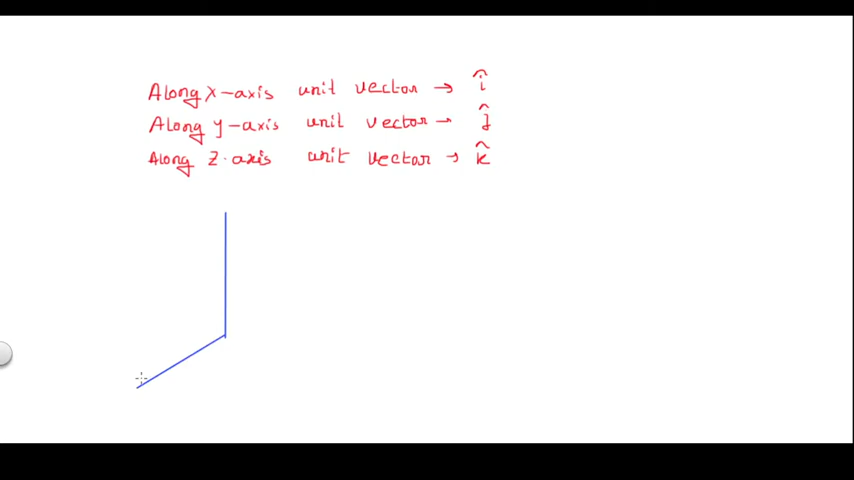 Along x-axis unit vector → î
Along y-axis unit vector → ĵ
Along z-axis unit vector → k̂